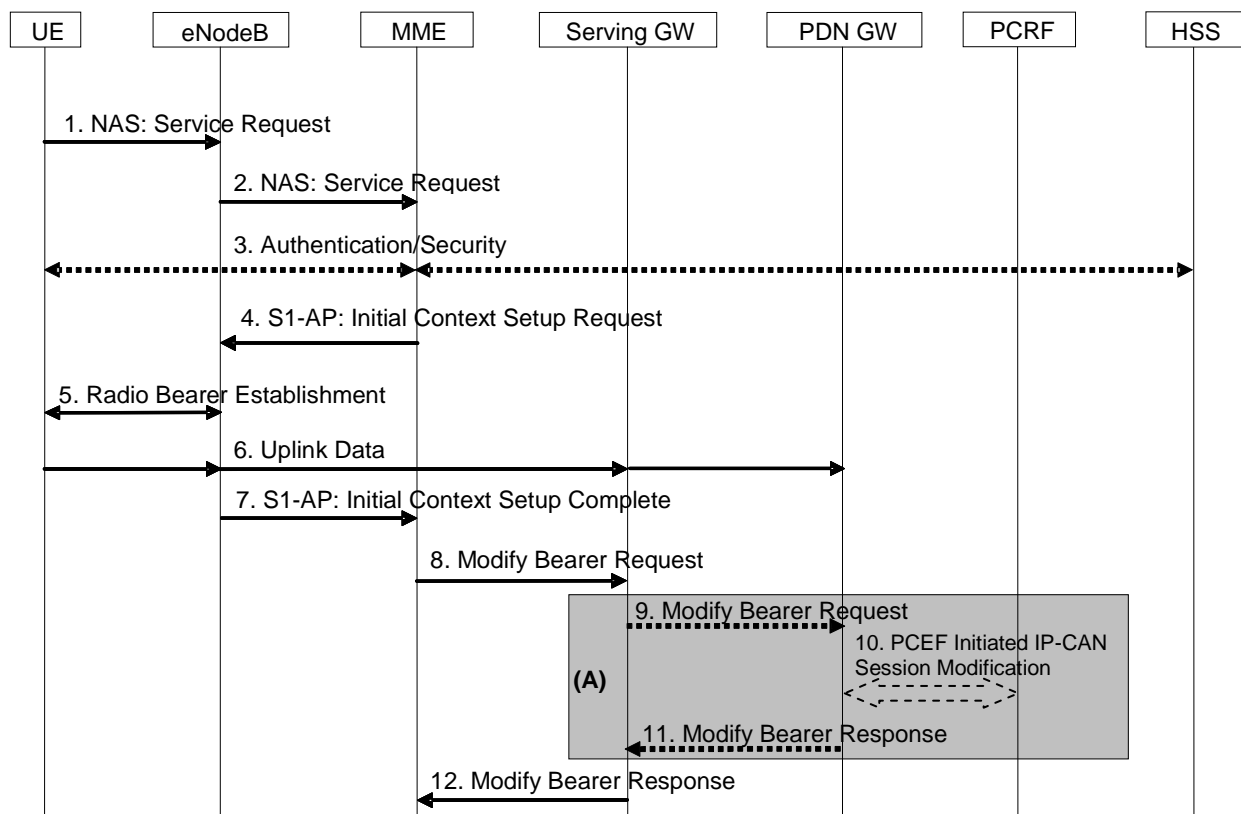 UE
eNodeB
MME
Serving GW
PDN GW
PCRF
HSS
1. NAS: Service Request
2. NAS: Service Request
3. Authentication/Security
4. S1-AP: Initial Context Setup Request
5. Radio Bearer Establishment
6. Uplink Data
7. S1-AP: Initial Context Setup Complete
8. Modify Bearer Request
9. Modify Bearer Request
10. PCEF Initiated IP-CAN
Session Modification
(A)
11. Modify Bearer Response
12. Modify Bearer Response